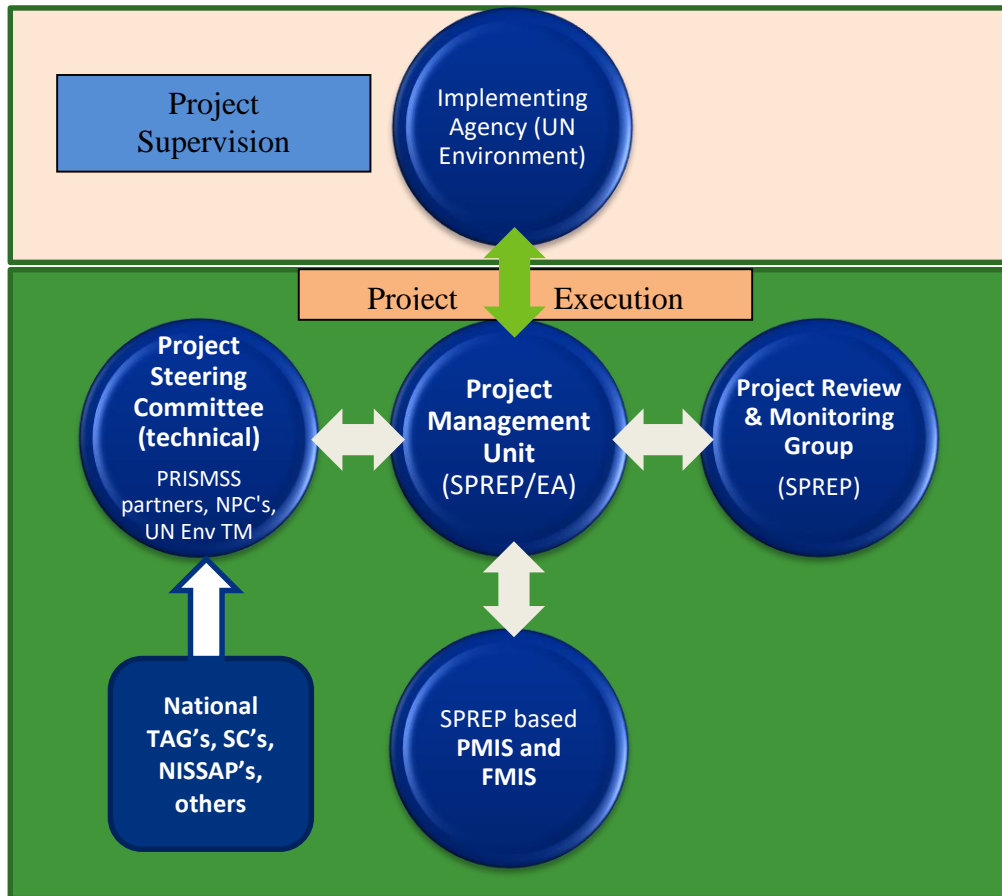 Project
Supervision
Implementing
Agency (UN
Environment)
Project Execution
Project
Steering
Committee
(technical)
PRISMSS
partners, NPC's,
UN Env TM
Project
Management
Unit
(SPREP/EA)
Project Review
& Monitoring
Group
(SPREP)
National
TAG’s, SC’s,
NISSAP’s,
others
SPREP based
PMIS and
FMIS